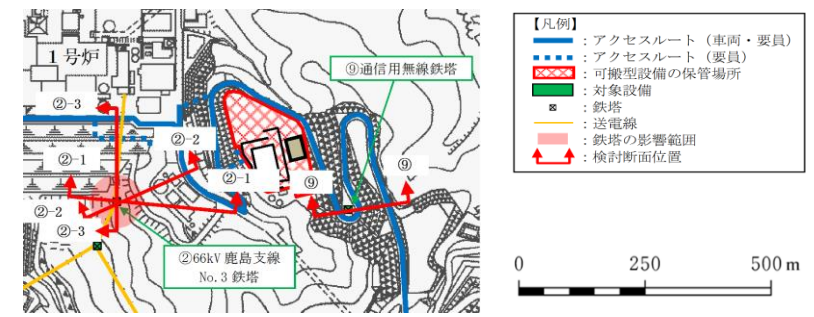 1号炉
②-3
⑨通信用無線鉄塔
②-2
②-1
②-1
⑨
⑨
②-2
②-3
②66kV 鹿島支線
No.3 鉄塔
【凡例】
：アクセスルート（車両・要員）
：アクセスルート（要員）
：可搬型設備の保管場所
：対象設備
：鉄塔
：送電線
：鉄塔の影響範囲
：検討断面位置
0 250 500 m